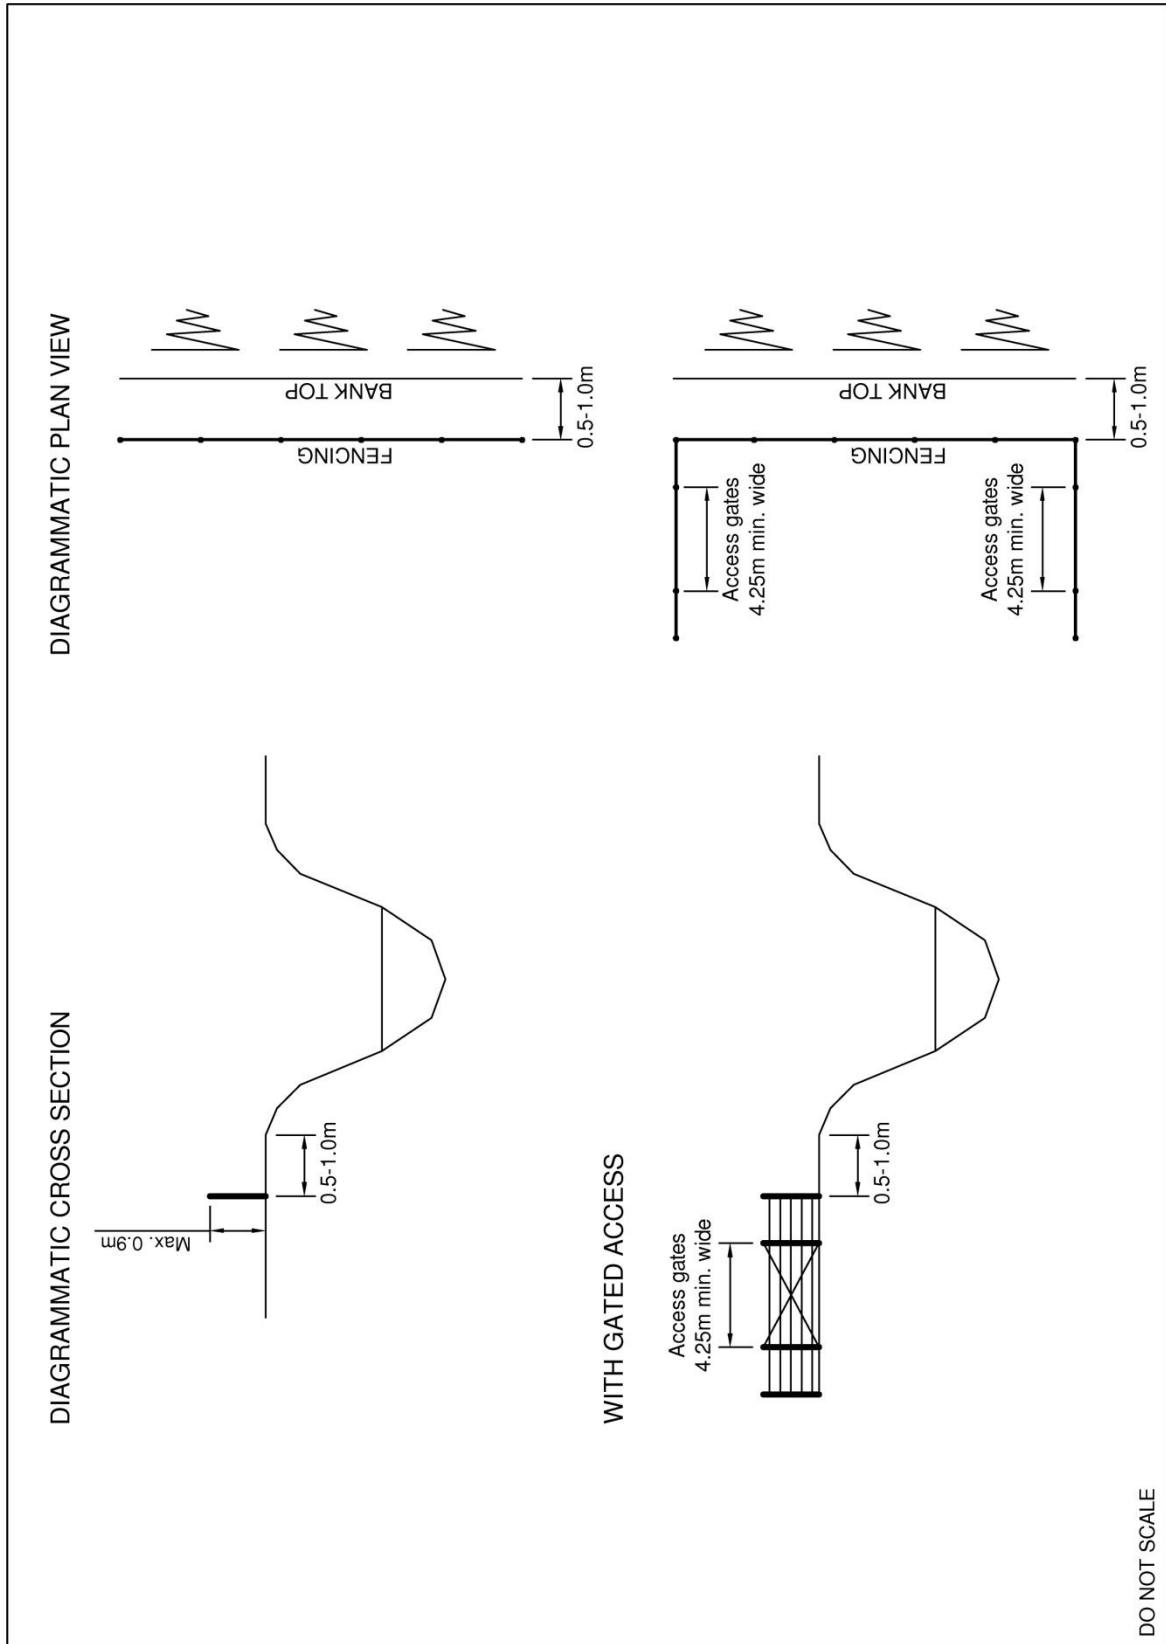 DIAGRAMMATIC CROSS SECTION
Max. 0.9m
0.5-1.0m
DIAGRAMMATIC PLAN VIEW
FENCING
BANK TOP
0.5-1.0m
WITH GATED ACCESS
Access gates
4.25m min. wide
0.5-1.0m
Access gates
4.25m min. wide
FENCING
BANK TOP
Access gates
4.25m min. wide
0.5-1.0m
DO NOT SCALE